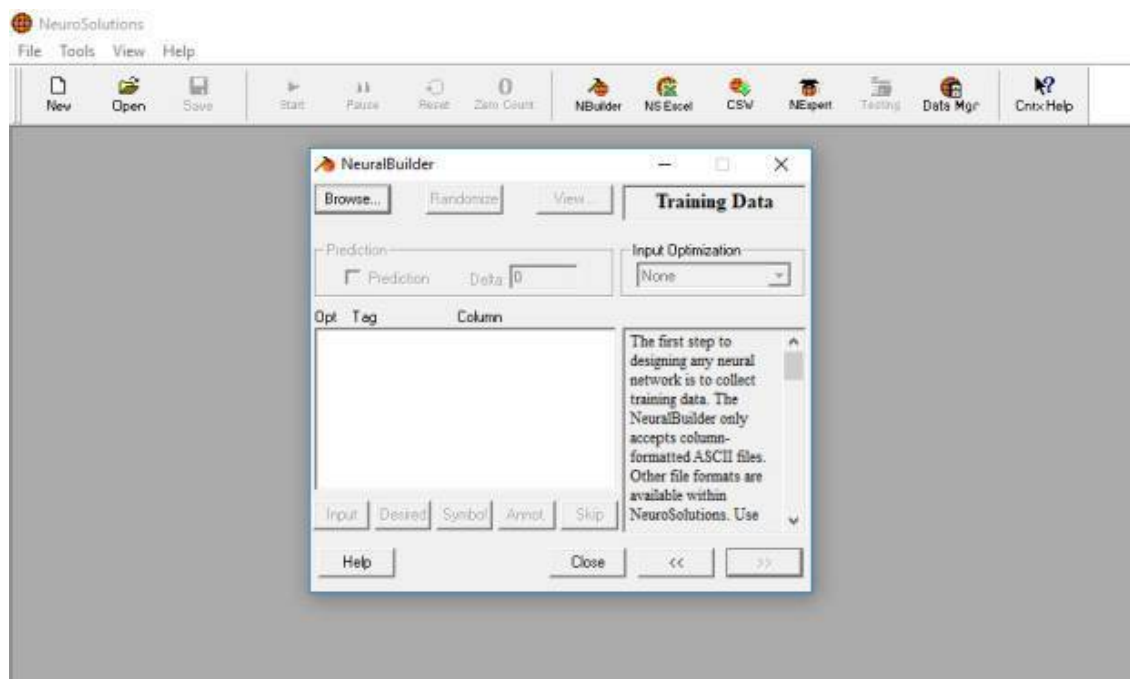 NeuroSolutions
File Tools View Help
New Open Save Start Pause Reset Zero Count NBuilder NS Excel CSW NExpert Testing Data Mgr Cntx Help
NeuralBuilder
Browse... Randomize View... Training Data
Prediction
Prediction Delta 0
Input Optimization
None
Opt Tag Column
The first step to
designing any neural
network is to collect
training data. The
NeuralBuilder only
accepts column-
formatted ASCII files.
Other file formats are
available within
NeuroSolutions. Use
Input Desired Symbol Annot. Skip
Help Close << >>